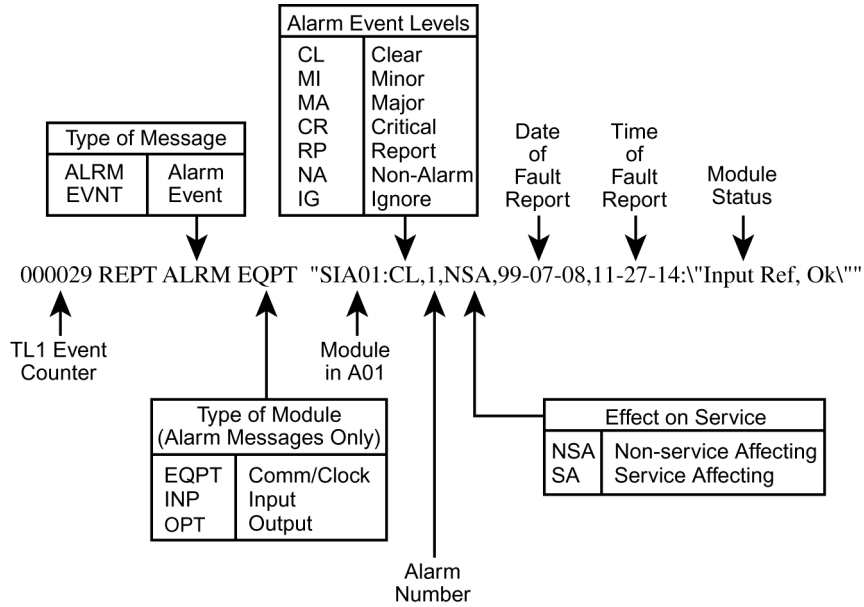 Alarm Event Levels
CL Clear
MI Minor
MA Major
CR Critical
RP Report
NA Non-Alarm
IG Ignore
Type of Message
ALRM Alarm
EVNT Event
Date
of
Fault
Report
Time
of
Fault
Report
Module
Status
000029 REPT ALRM EQPT "SIA01:CL,1,NSA,99-07-08,11-27-14:\"Input Ref, Ok\""
TL1 Event
Counter
Module
in A01
Type of Module
(Alarm Messages Only)
EQPT Comm/Clock
INP Input
OPT Output
Effect on Service
NSA Non-service Affecting
SA Service Affecting
Alarm
Number